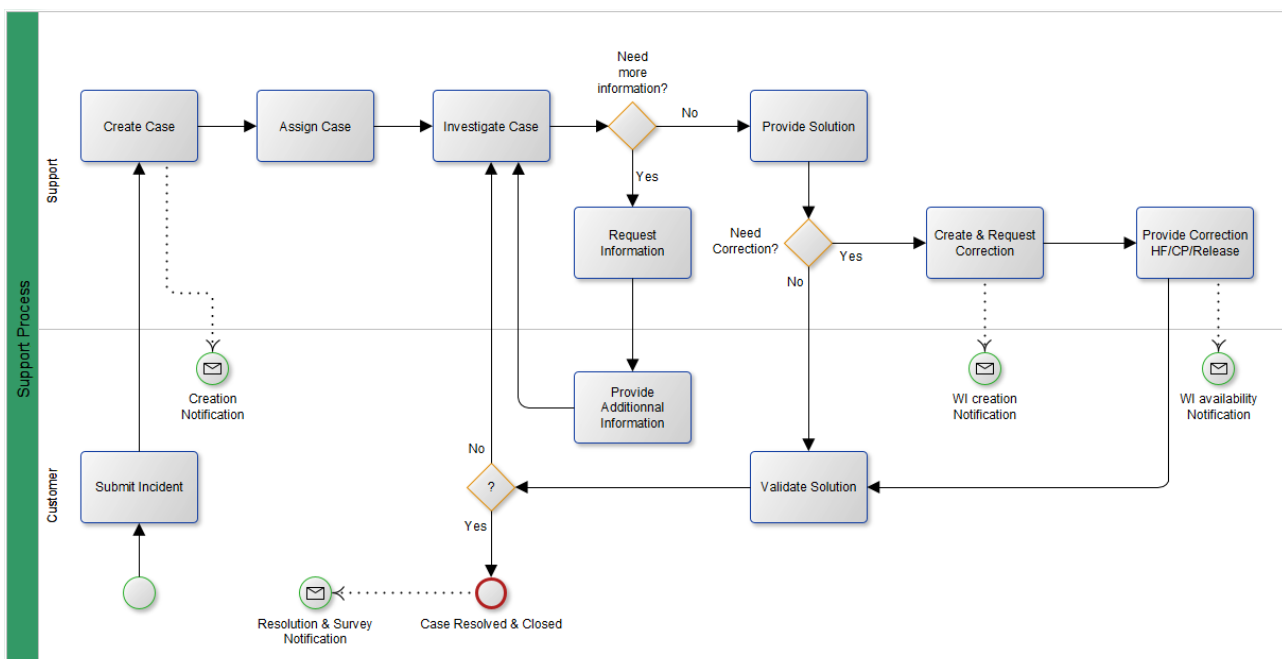 Support Process
Support
Customer
Need
more
information?
Create Case
Assign Case
Investigate Case
No
Provide Solution
Yes
Request
Information
Need
Correction?
Yes
No
Create & Request
Correction
Provide Correction
HF/CP/Release
Creation
Notification
Provide
Additionnal
Information
WI creation
Notification
WI availability
Notification
Submit Incident
No
?
Yes
Validate Solution
Resolution & Survey
Notification
Case Resolved & Closed